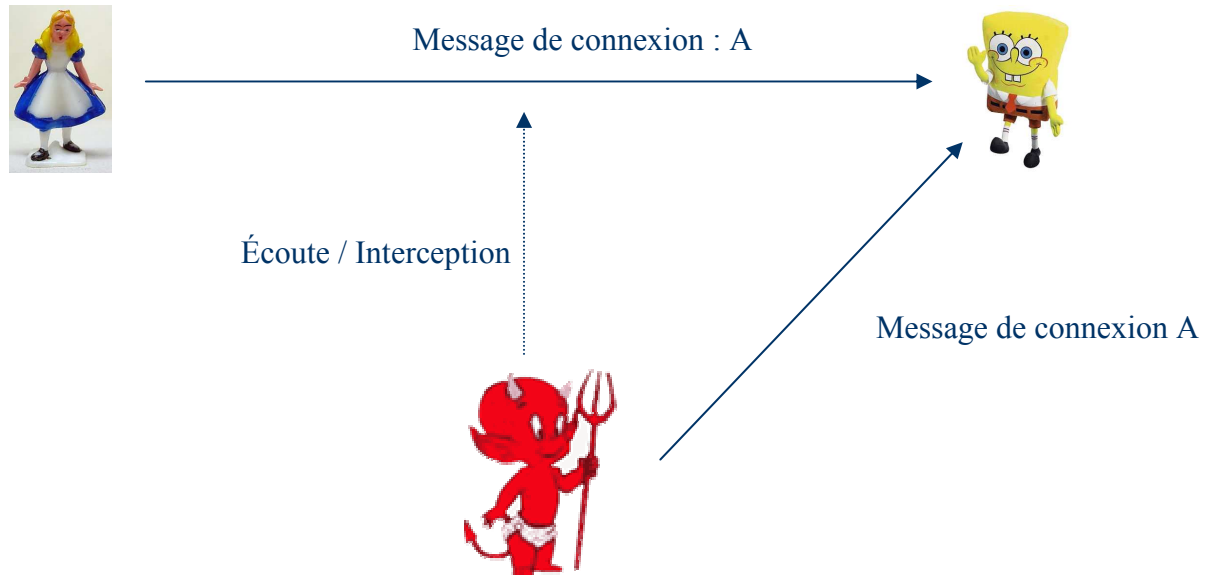 Message de connexion : A
Écoute / Interception
Message de connexion A